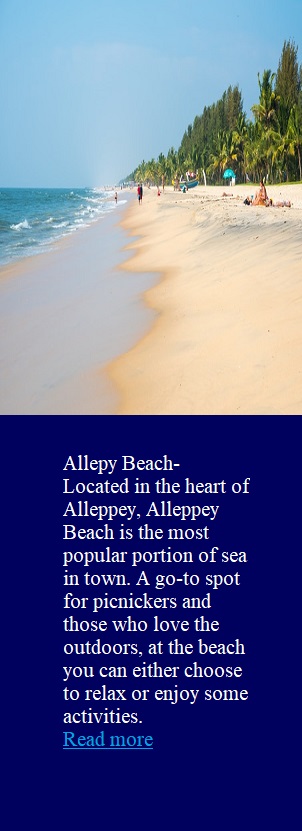 Allepy Beach-
Located in the heart of
Alleppey, Alleppey
Beach is the most
popular portion of sea
in town. A go-to spot
for picnickers and
those who love the
outdoors, at the beach
you can either choose
to relax or enjoy some
activities.
Read more